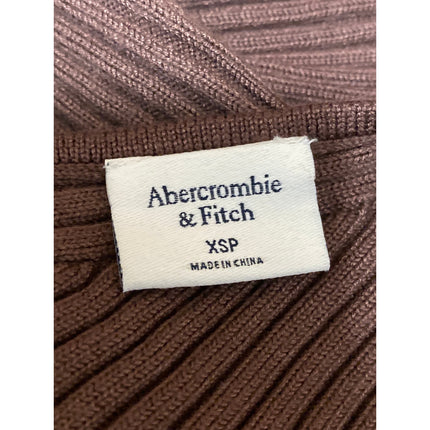 Abercrombie
& Fitch
XSP
MADE IN CHINA